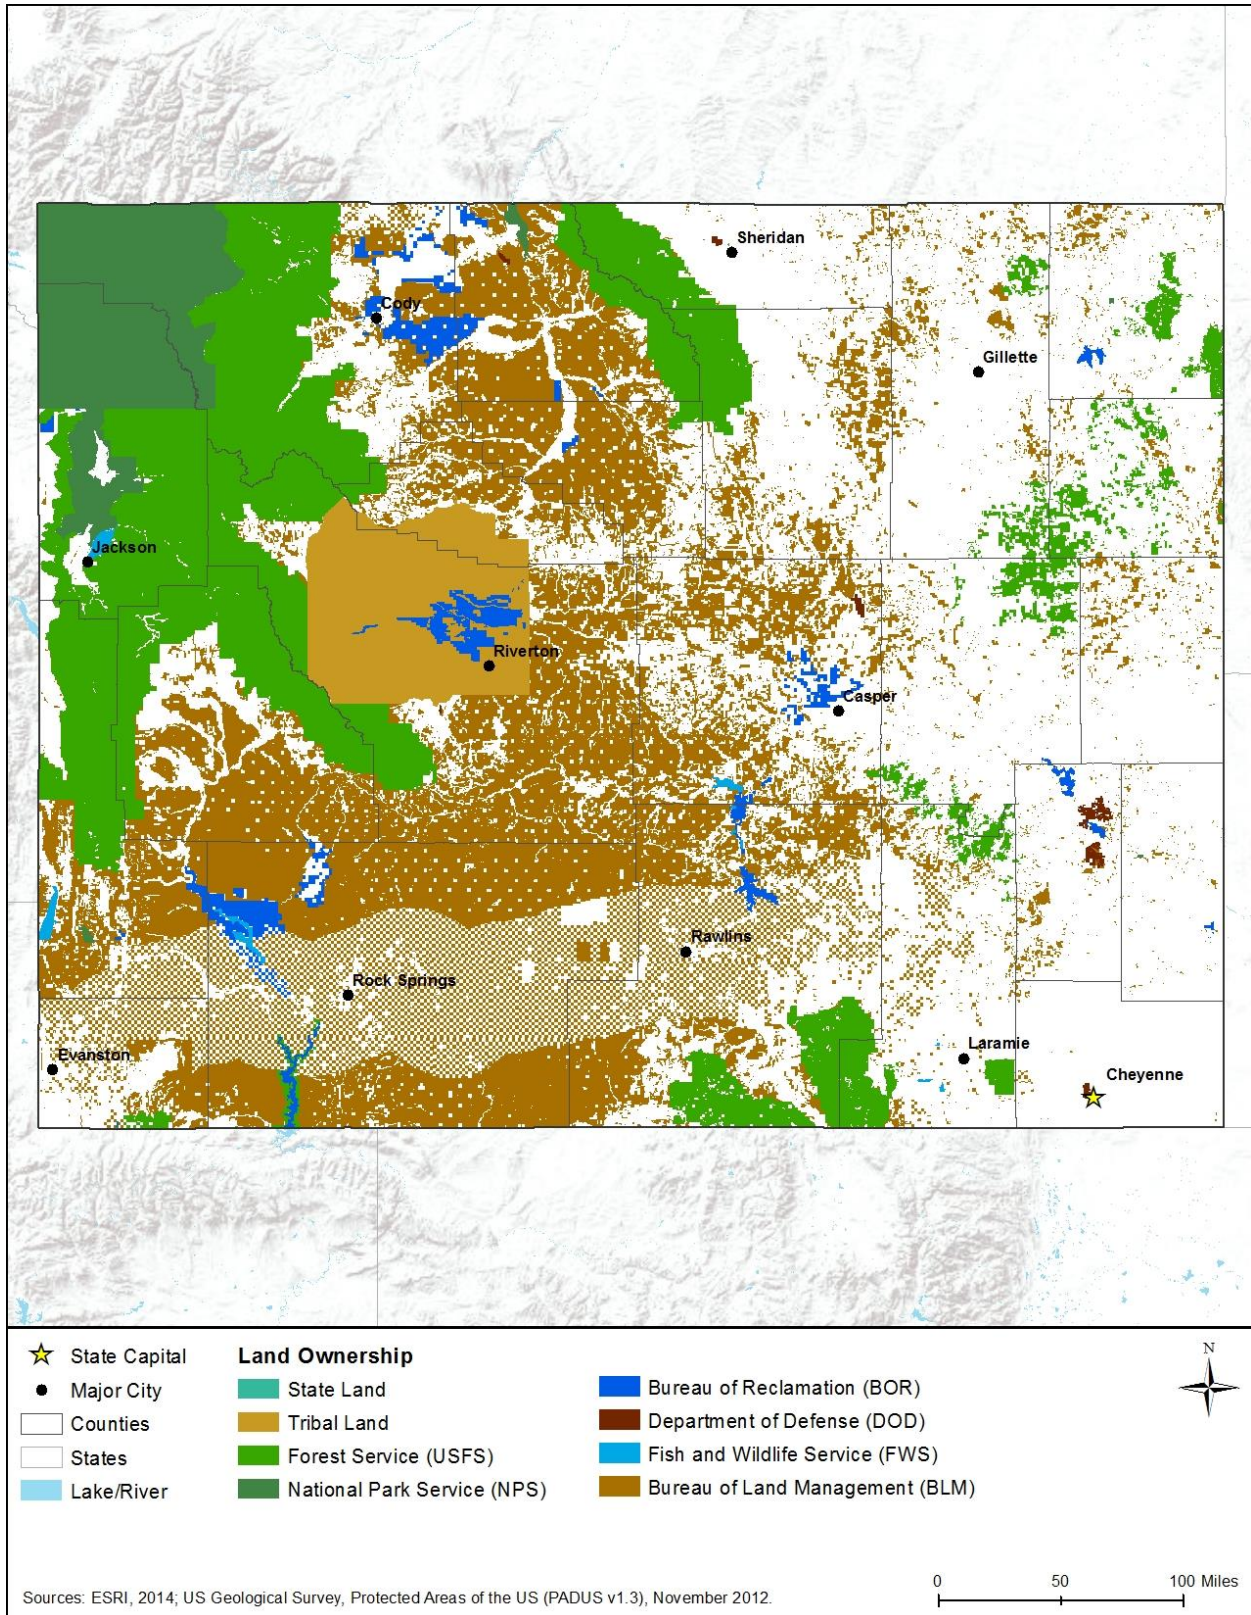 Sheridan
Cody
Gillette
Jackson
Riverton
Casper
Rawlins
Rock Springs
Evanston
Laramie
Cheyenne
State Capital
Major City
Counties
States
Lake/River
Land Ownership
State Land
Tribal Land
Forest Service (USFS)
National Park Service (NPS)
Bureau of Reclamation (BOR)
Department of Defense (DOD)
Fish and Wildlife Service (FWS)
Bureau of Land Management (BLM)
N
0 50 100 Miles
Sources: ESRI, 2014; US Geological Survey, Protected Areas of the US (PADUS v1.3), November 2012.